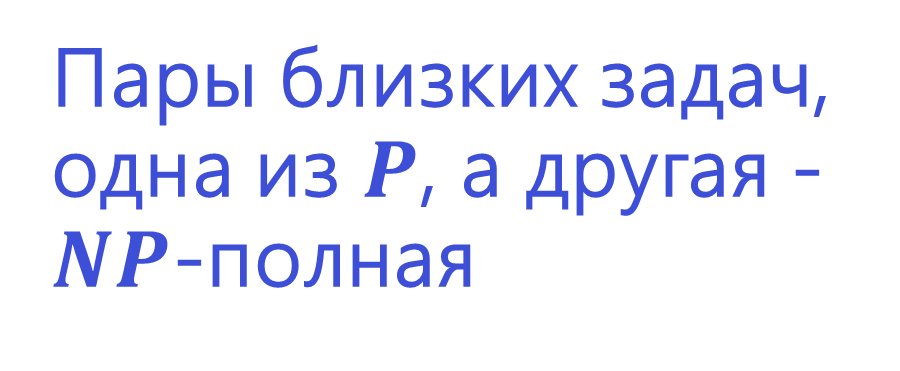 Пары близких задач,
одна из P, а другая -
NP-полная